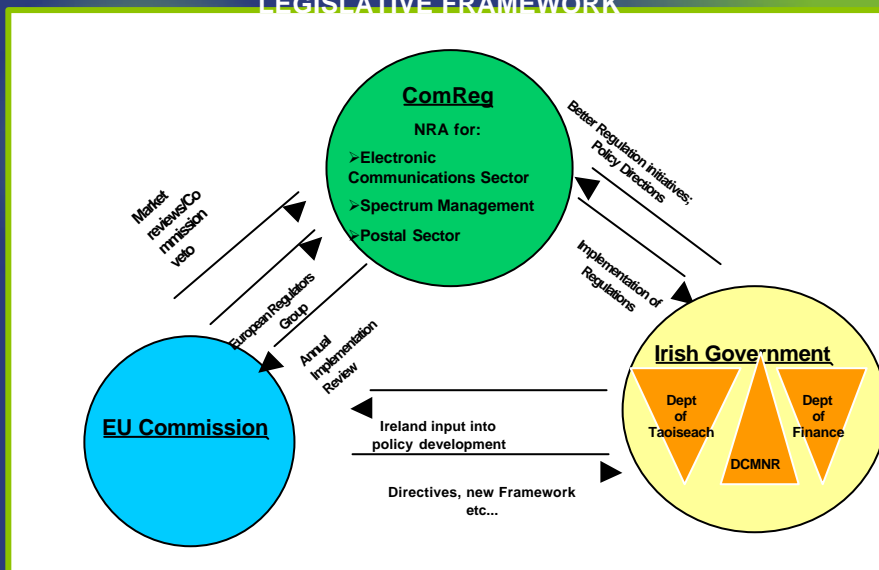 LEGISLATIVE FRAMEWORK
ComReg
NRA for:
➢Electronic
Communications Sector
➢Spectrum Management
➢Postal Sector
Better Regulation initiatives;
Policy Directions
Market
reviews/Co
mmission
veto
Implementation of
Regulations
European Regulators
Group
Annual
Implementation
Review
Irish Government
Dept
of
Taoiseach
DCMNR
Dept
of
Finance
EU Commission
Ireland input into
policy development
Directives, new Framework
etc...